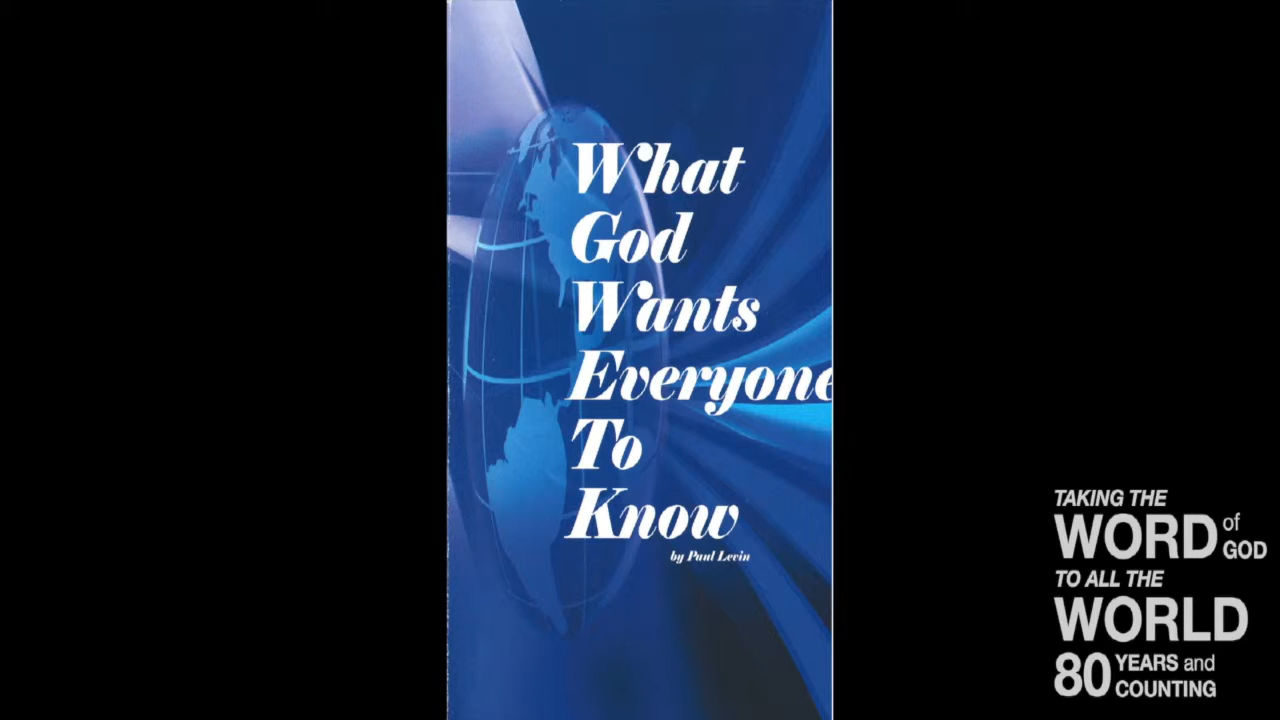 What
God
Wants
Everyone
To
Know
by Paul Levin
TAKING THE
WORD of
GOD
TO ALL THE
WORLD
80 YEARS and
COUNTING